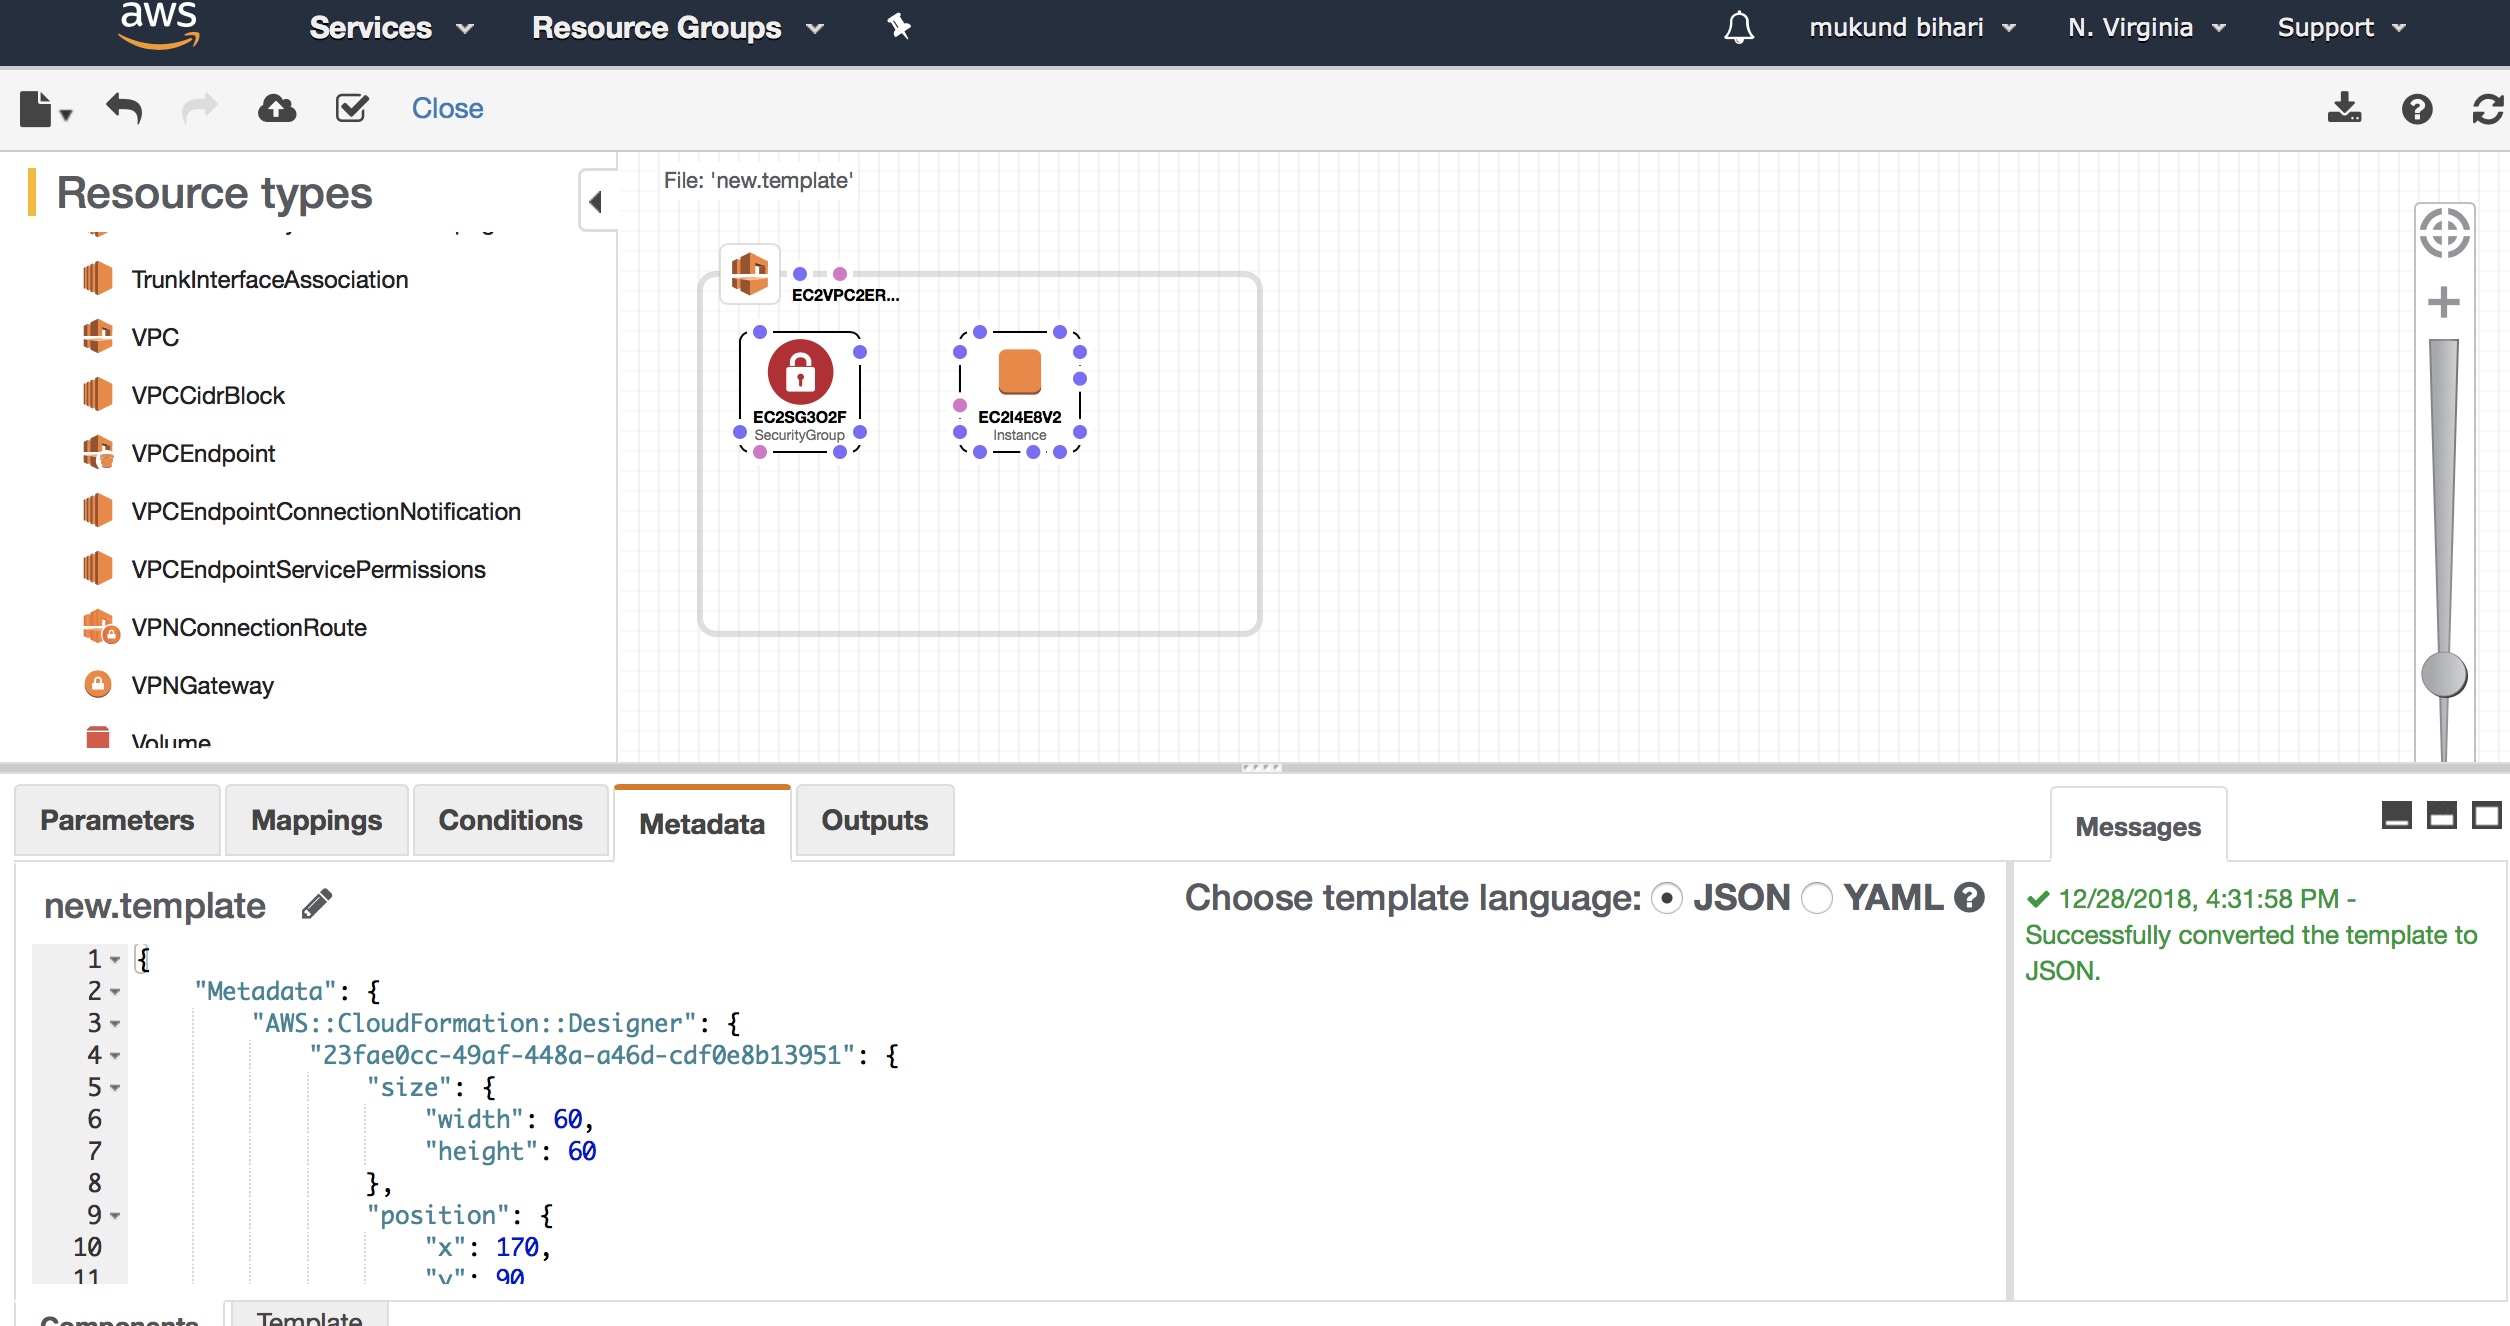 aws
Services
Resource Groups
mukund bihari
N. Virginia
Support
Close
Resource types
TrunkInterfaceAssociation
VPC
VPCCidrBlock
VPCEndpoint
VPCEndpointConnectionNotification
VPCEndpointServicePermissions
VPNConnectionRoute
VPNGateway
Volume
File: 'new.template'
EC2VPC2ER...
EC2SG3O2F
SecurityGroup
EC2I4E8V2
Instance
Parameters
Mappings
Conditions
Metadata
Outputs
Messages
new.template
Choose template language: JSON YAML
1 {
2 "Metadata": {
3 "AWS::CloudFormation::Designer": {
4 "23fae0cc-49af-448a-a46d-cdf0e8b13951": {
5 "size": {
6 "width": 60,
7 "height": 60
8 },
9 "position": {
10 "x": 170,
11 "y": 90
12/28/2018, 4:31:58 PM -
Successfully converted the template to
JSON.
Components
Template